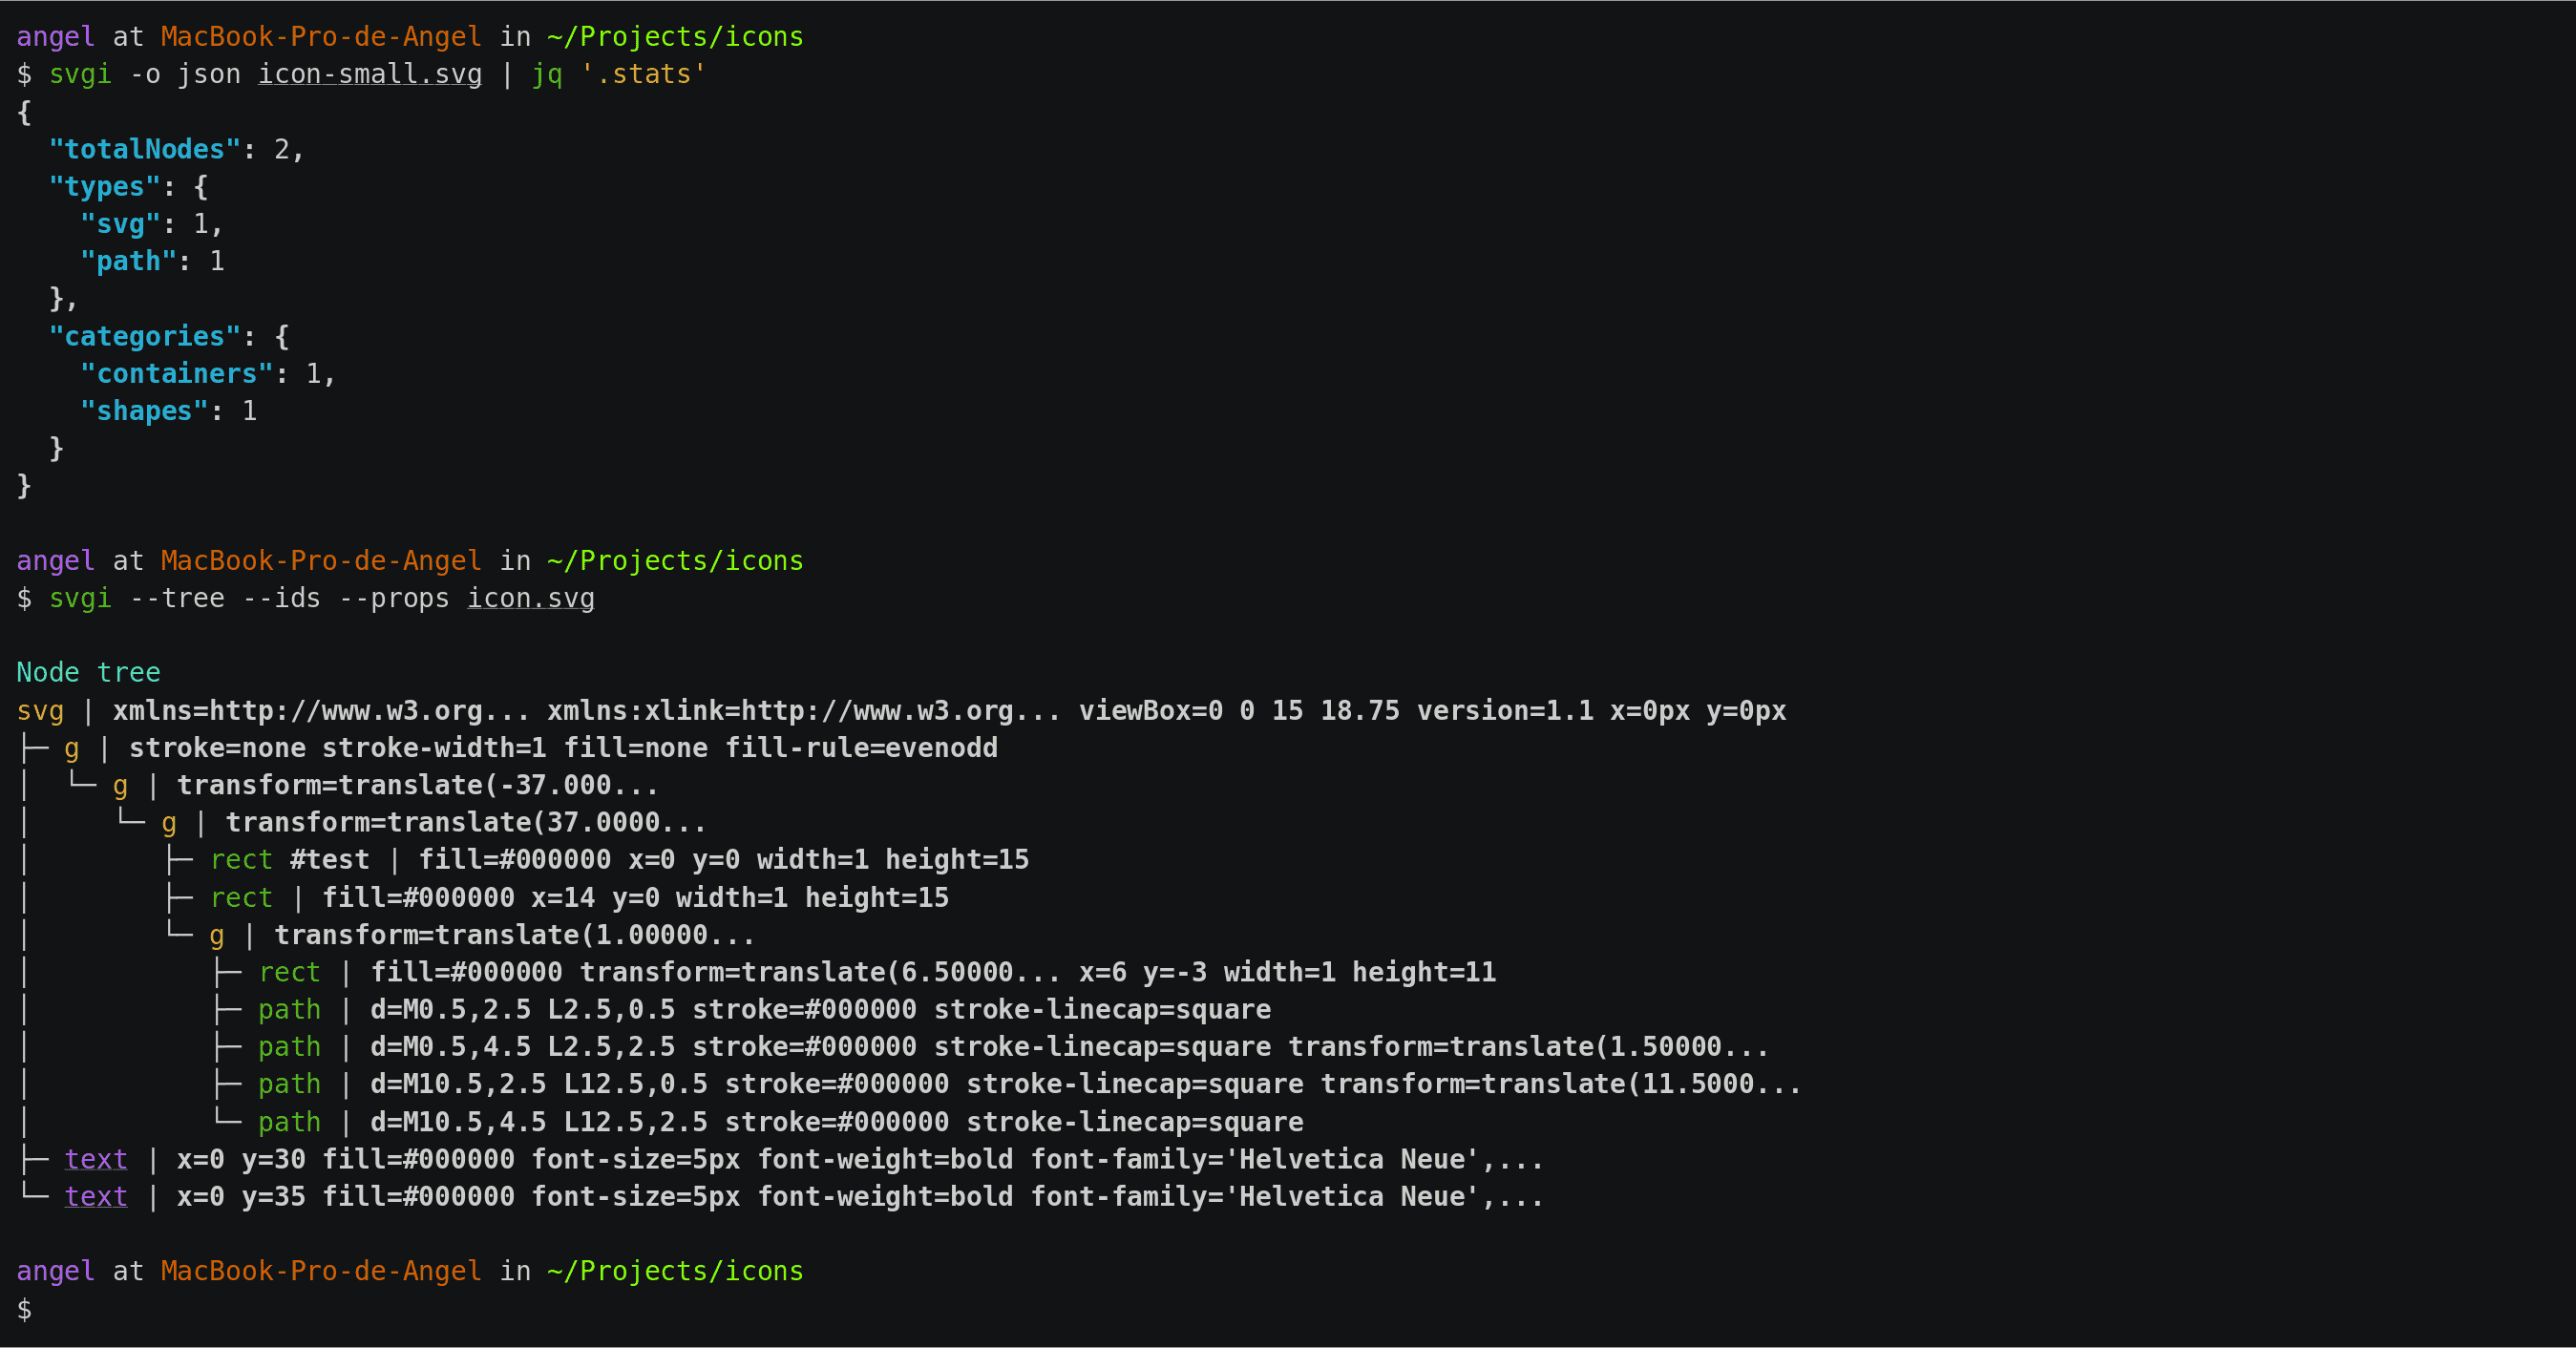 angel at MacBook-Pro-de-Angel in ~/Projects/icons
$ svgi -o json icon-small.svg | jq '.stats'
{
  "totalNodes": 2,
  "types": {
    "svg": 1,
    "path": 1
  },
  "categories": {
    "containers": 1,
    "shapes": 1
  }
}

angel at MacBook-Pro-de-Angel in ~/Projects/icons
$ svgi --tree --ids --props icon.svg

Node tree
svg | xmlns=http://www.w3.org... xmlns:xlink=http://www.w3.org... viewBox=0 0 15 18.75 version=1.1 x=0px y=0px
├─ g | stroke=none stroke-width=1 fill=none fill-rule=evenodd
│  └─ g | transform=translate(-37.000...
│     └─ g | transform=translate(37.0000...
│        ├─ rect #test | fill=#000000 x=0 y=0 width=1 height=15
│        ├─ rect | fill=#000000 x=14 y=0 width=1 height=15
│        └─ g | transform=translate(1.00000...
│           ├─ rect | fill=#000000 transform=translate(6.50000... x=6 y=-3 width=1 height=11
│           ├─ path | d=M0.5,2.5 L2.5,0.5 stroke=#000000 stroke-linecap=square
│           ├─ path | d=M0.5,4.5 L2.5,2.5 stroke=#000000 stroke-linecap=square transform=translate(1.50000...
│           ├─ path | d=M10.5,2.5 L12.5,0.5 stroke=#000000 stroke-linecap=square transform=translate(11.5000...
│           └─ path | d=M10.5,4.5 L12.5,2.5 stroke=#000000 stroke-linecap=square
├─ text | x=0 y=30 fill=#000000 font-size=5px font-weight=bold font-family='Helvetica Neue',...
└─ text | x=0 y=35 fill=#000000 font-size=5px font-weight=bold font-family='Helvetica Neue',...

angel at MacBook-Pro-de-Angel in ~/Projects/icons
$